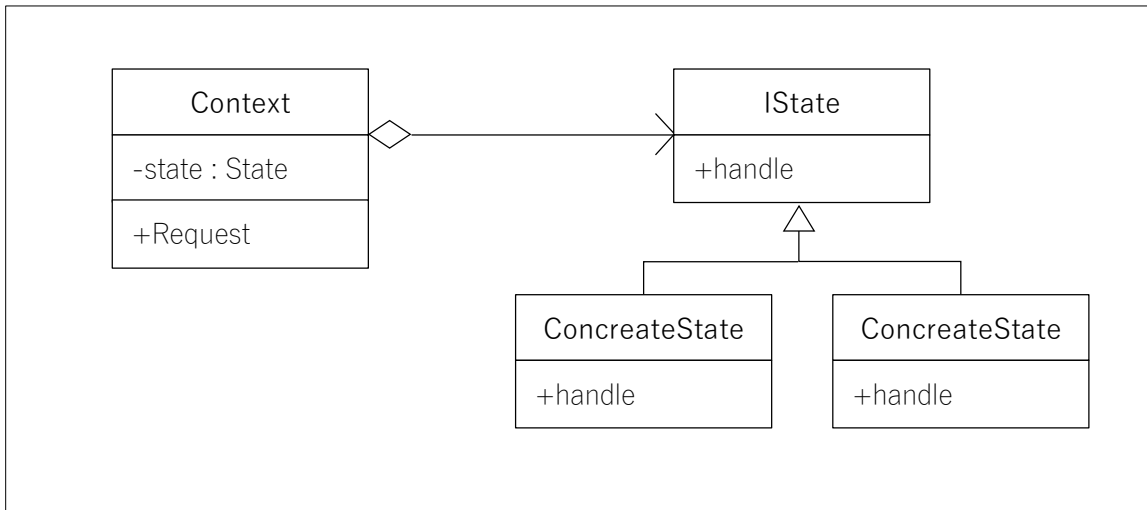 Context
-state : State
+Request
IState
+handle
ConcreateState
+handle
ConcreateState
+handle